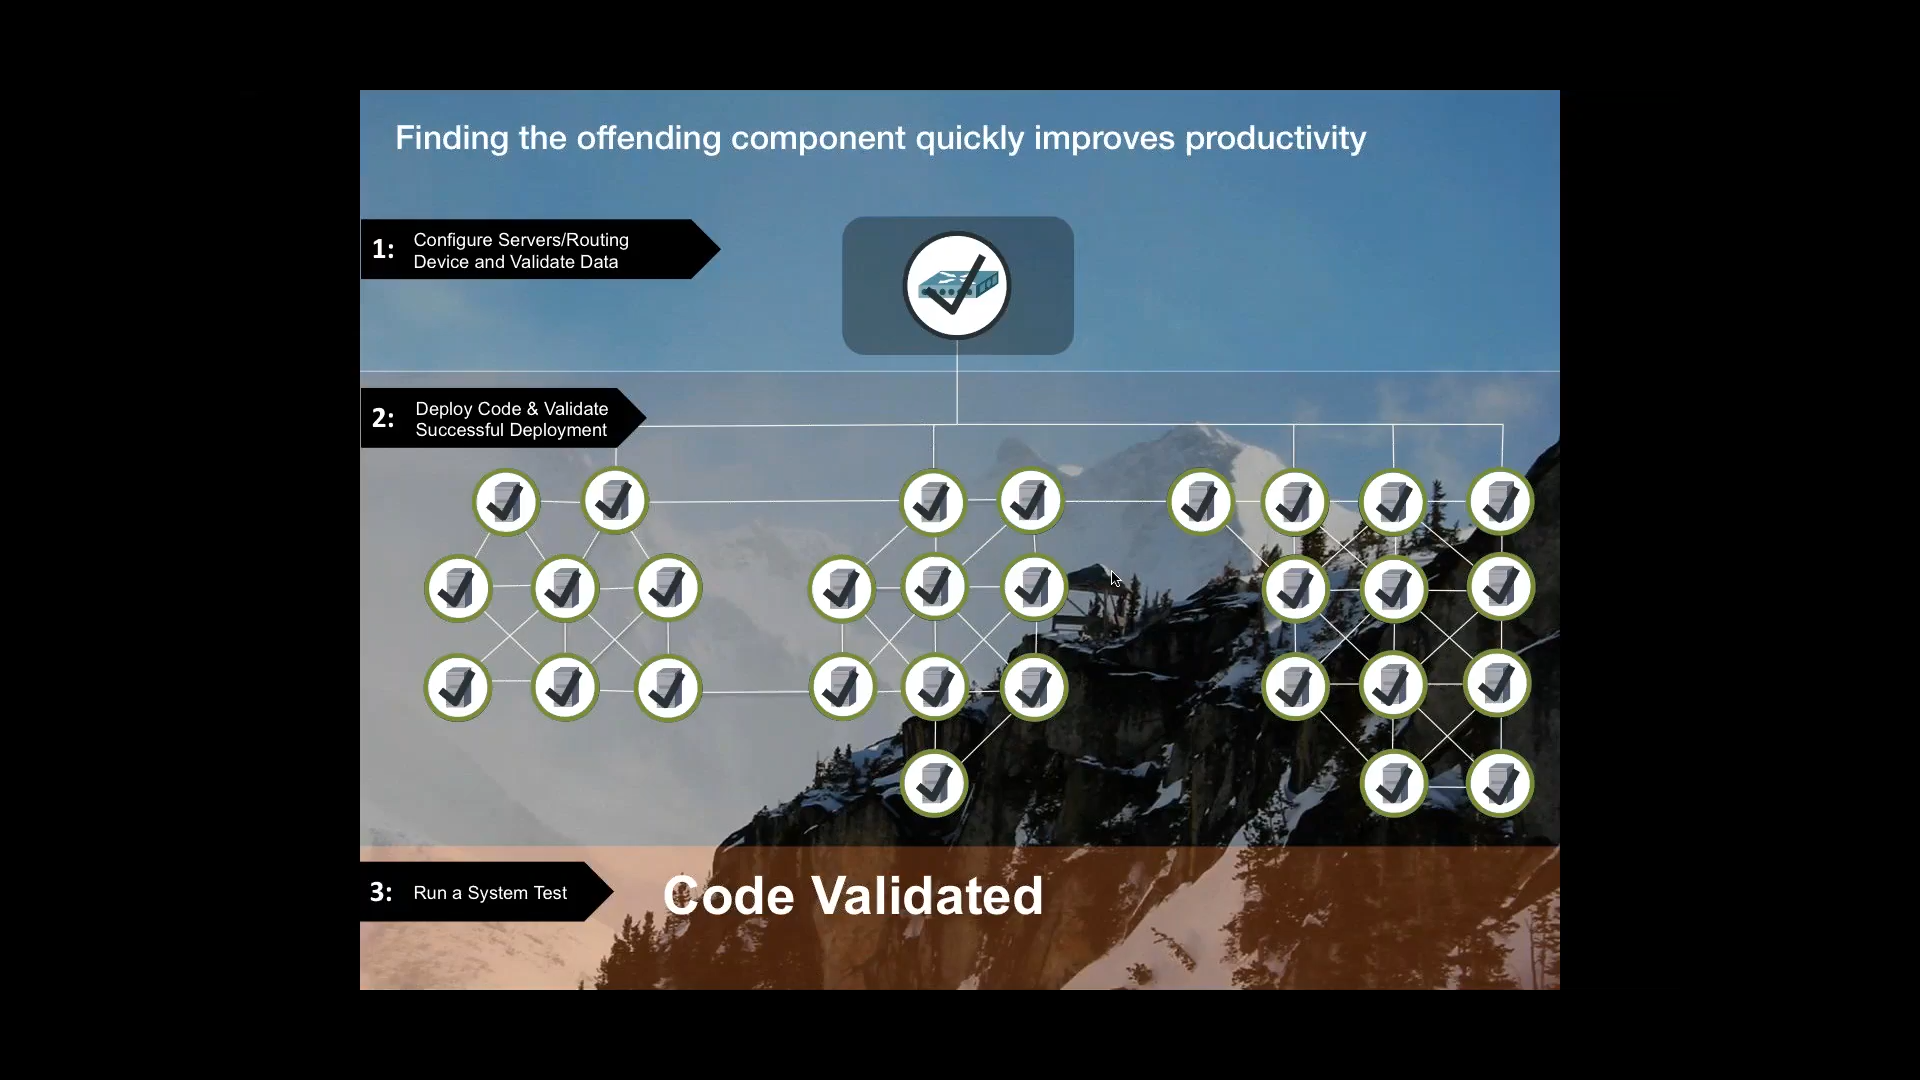 Finding the offending component quickly improves productivity
1:
Configure Servers/Routing
Device and Validate Data
2:
Deploy Code & Validate
Successful Deployment
3:
Run a System Test
Code Validated